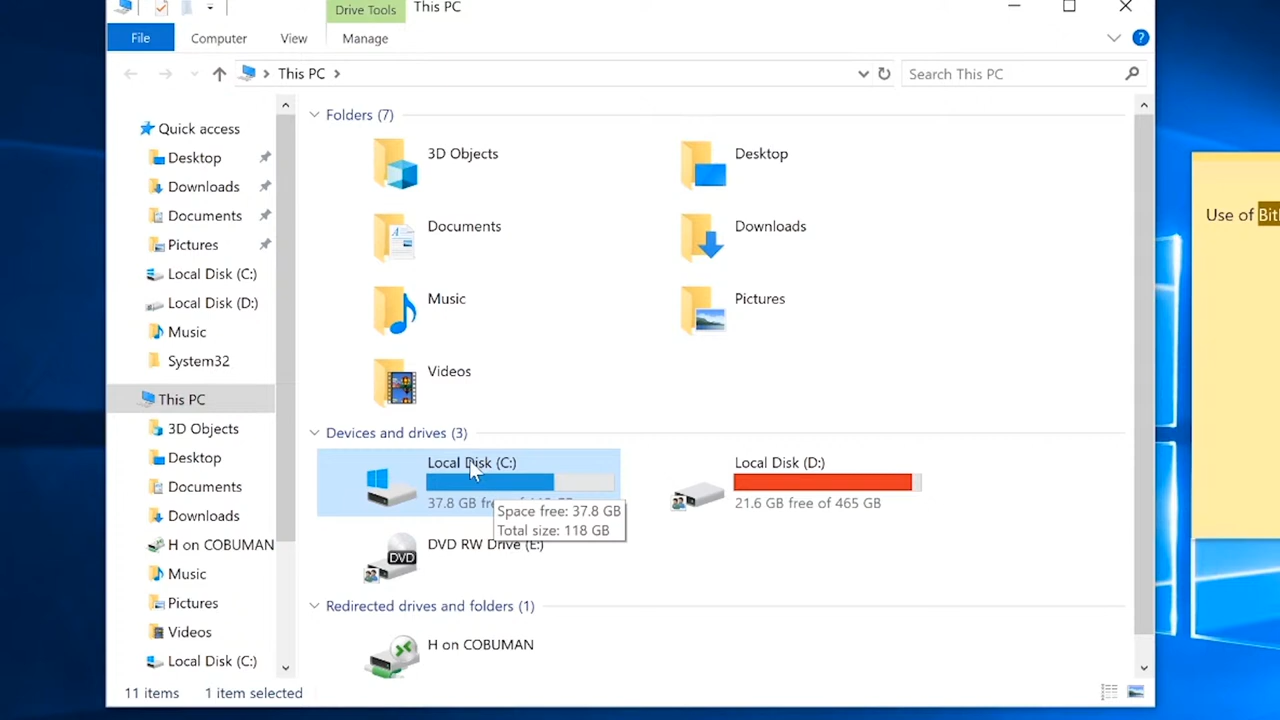 Drive Tools
This PC
File
Computer
View
Manage
?
This PC
Search This PC
Quick access
Desktop
Downloads
Documents
Pictures
Local Disk (C:)
Local Disk (D:)
Music
System32
This PC
3D Objects
Desktop
Documents
Downloads
H on COBUMAN
Music
Pictures
Videos
Local Disk (C:)
Folders (7)
3D Objects
Desktop
Documents
Downloads
Music
Pictures
Videos
Devices and drives (3)
Local Disk (C:)
37.8 GB
Space free: 37.8 GB
Total size: 118 GB
Local Disk (D:)
21.6 GB free of 465 GB
DVD
DVD RW Drive (E:)
Redirected drives and folders (1)
H on COBUMAN
11 items 1 item selected
Use of